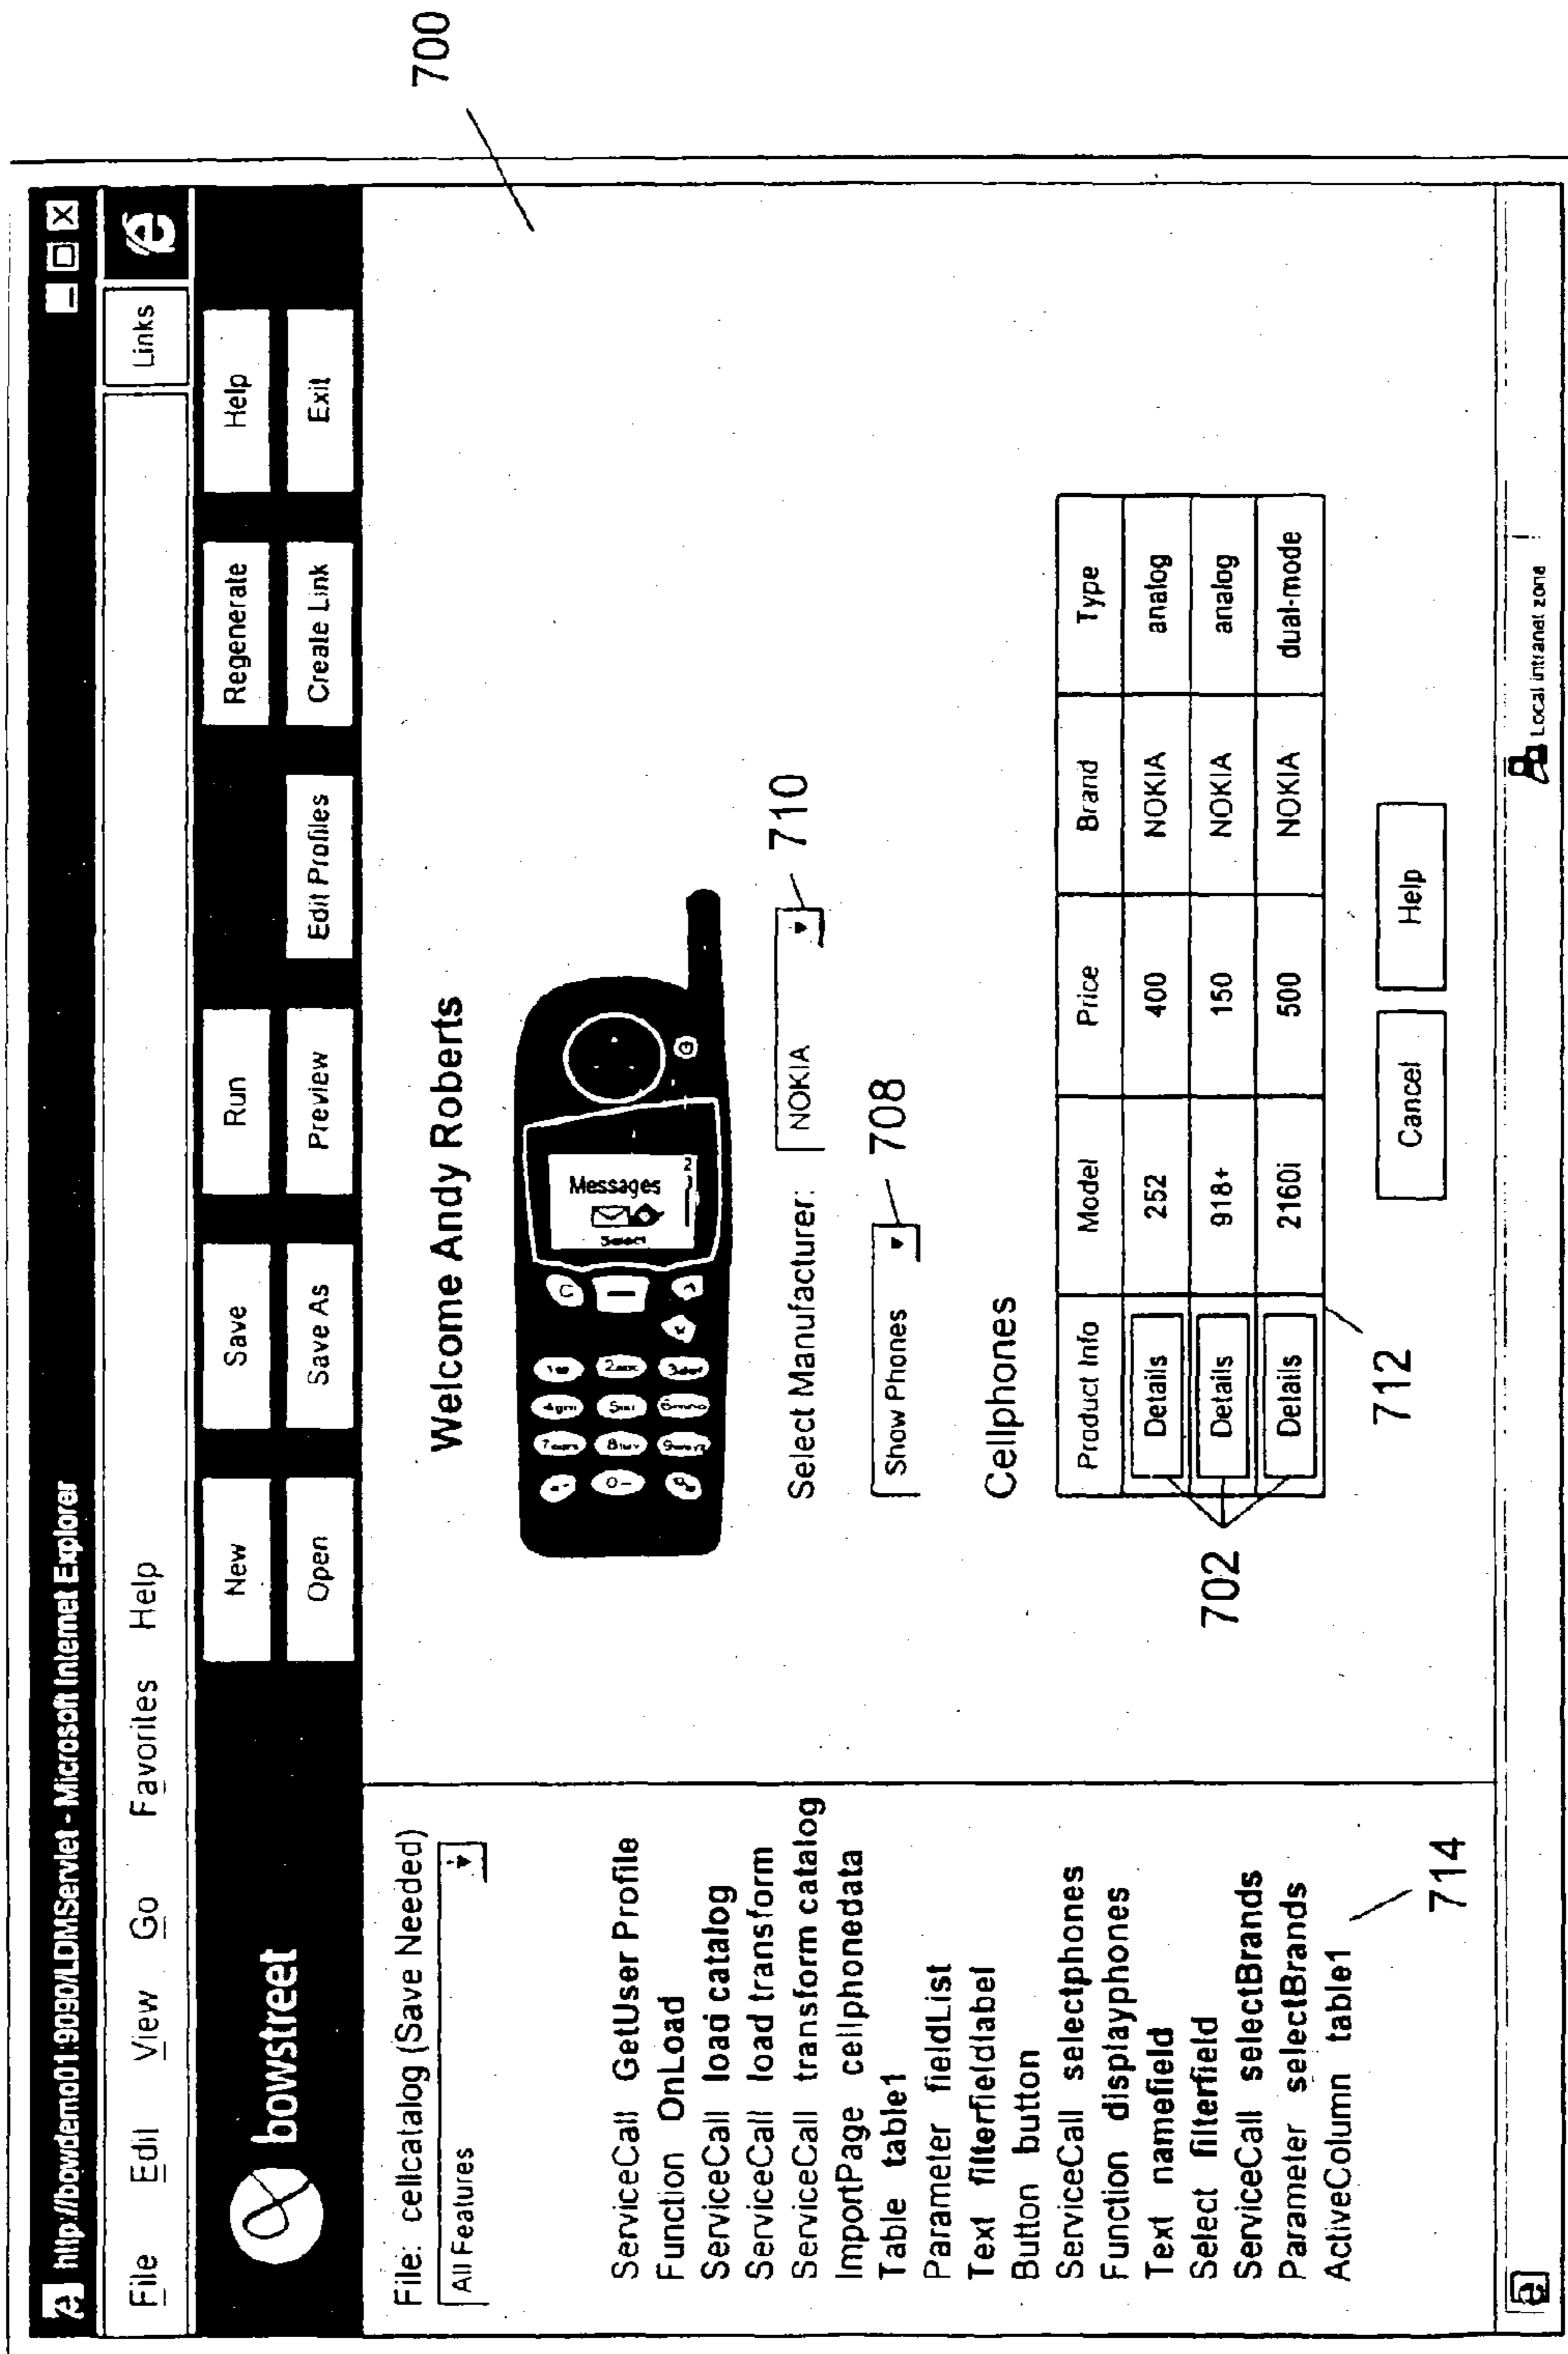 http://bowdemo01:9090/LDMServlet - Microsoft Internet Explorer
File Edit View Go Favorites Help
Links
bowstreet
New Save Run Regenerate Help
Open Save As Preview Edit Profiles Create Link Exit
700
File: cellcatalog (Save Needed)
All Features
ServiceCall GetUser Profile
Function OnLoad
ServiceCall load catalog
ServiceCall load transform
ServiceCall transform catalog
ImportPage cellphonedata
Table table1
Parameter fieldList
Text filterfieldlabel
Button button
ServiceCall selectphones
Function displayphones
Text namefield
Select filterfield
ServiceCall selectBrands
Parameter selectBrands
ActiveColumn table1
714
Welcome Andy Roberts
Messages
Select
Select Manufacturer: NOKIA 710
Show Phones 708
Cellphones
Product Info Model Price Brand Type
Details 252 400 NOKIA analog
Details 918+ 150 NOKIA analog
Details 2160i 500 NOKIA dual-mode
702
712
Cancel Help
Local intranet zone